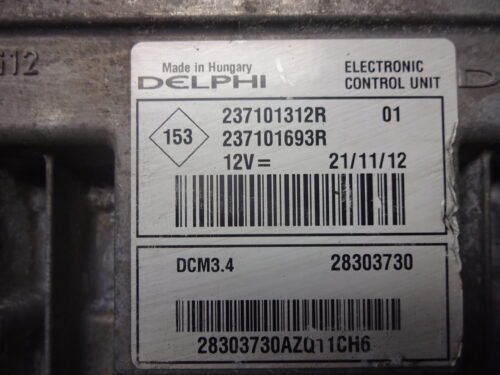 Made in Hungary
DELPHI
ELECTRONIC
CONTROL UNIT
153
237101312R 01
237101693R
12V= 21/11/12
DCM3.4 28303730
28303730AZQ11CH6